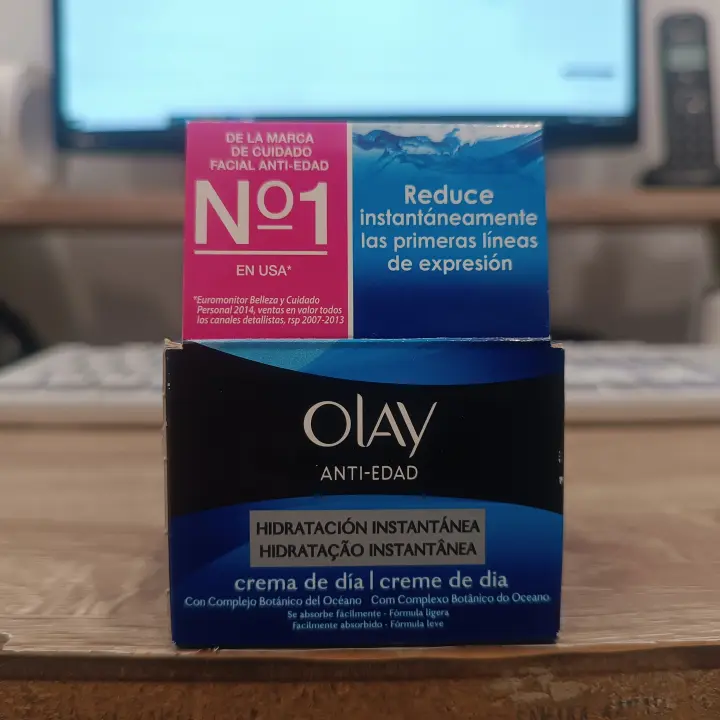 DE LA MARCA
DE CUIDADO
FACIAL ANTI-EDAD
Nº1
EN USA*
*Euromonitor Belleza y Cuidado
Personal 2014, ventas en valor todos
los canales detallistas, rsp 2007-2013
Reduce
instantáneamente
las primeras líneas
de expresión
OLAY
ANTI-EDAD
HIDRATACIÓN INSTANTÁNEA
HIDRATAÇÃO INSTANTÂNEA
crema de día | creme de dia
Con Complejo Botánico del Océano Com Complexo Botânico do Oceano
Se absorbe fácilmente - Fórmula ligera
Facilmente absorbido - Fórmula leve